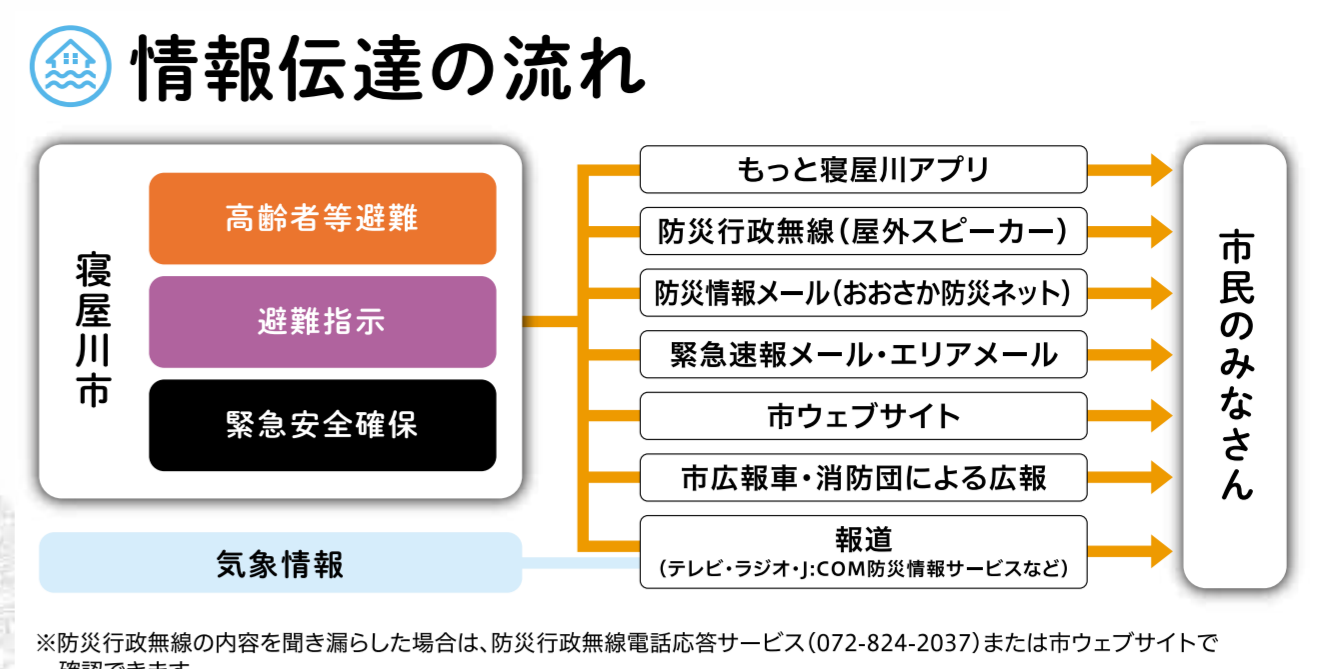 情報伝達の流れ
寝屋川市
高齢者等避難
避難指示
緊急安全確保
気象情報
もっと寝屋川アプリ
防災行政無線(屋外スピーカー)
防災情報メール(おおさか防災ネット)
緊急速報メール・エリアメール
市ウェブサイト
市広報車・消防団による広報
報道
(テレビ・ラジオ・J:COM防災情報サービスなど)
市民のみなさん
※防災行政無線の内容を聞き漏らした場合は、防災行政無線電話応答サービス(072-824-2037)または市ウェブサイトで
確認できます